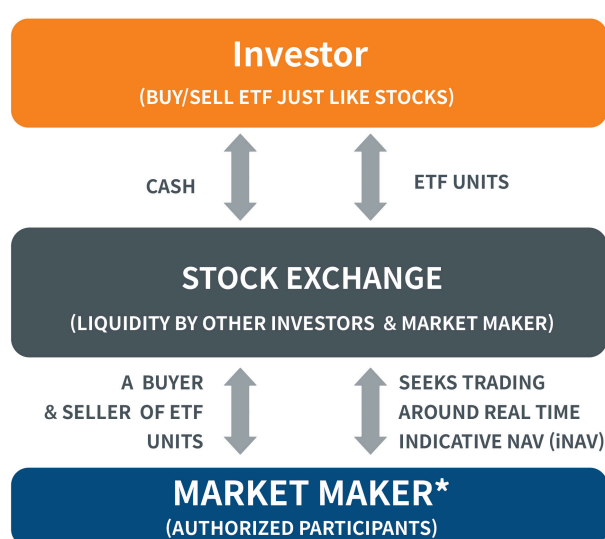 Investor
(BUY/SELL ETF JUST LIKE STOCKS)
CASH
ETF UNITS
STOCK EXCHANGE
(LIQUIDITY BY OTHER INVESTORS & MARKET MAKER)
A BUYER
& SELLER OF ETF
UNITS
SEEKS TRADING
AROUND REAL TIME
INDICATIVE NAV (iNAV)
MARKET MAKER*
(AUTHORIZED PARTICIPANTS)